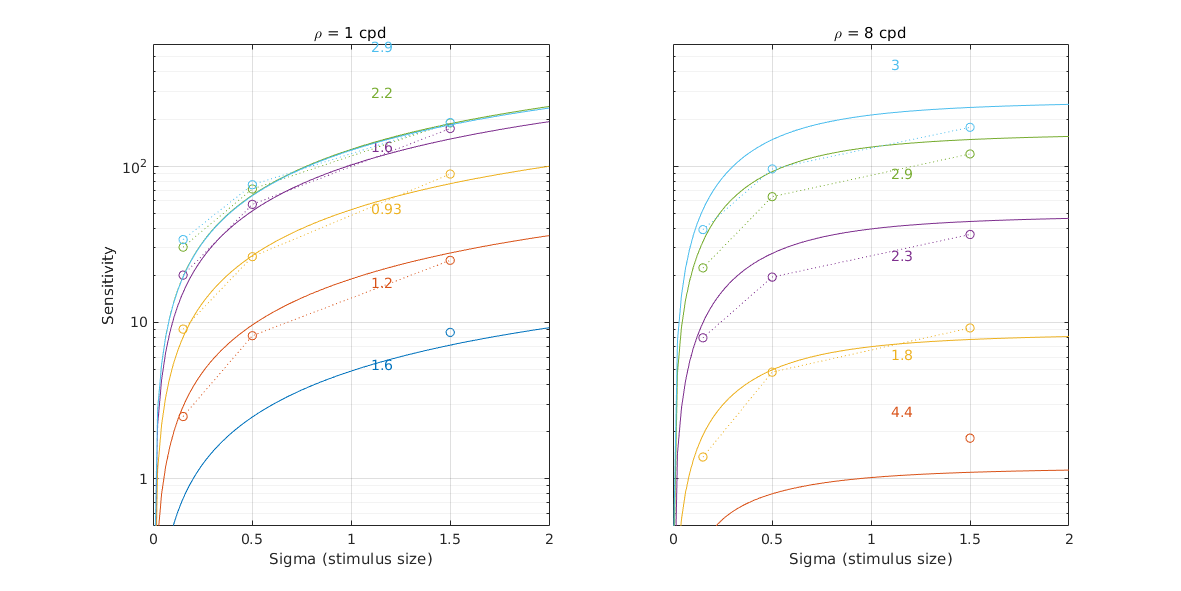 ρ = 1 cpd
2.9
2.2
1.6
0.93
1.2
1.6
10²
10
1
Sensitivity
0 0.5 1 1.5 2
Sigma (stimulus size)
ρ = 8 cpd
3
2.9
2.3
1.8
4.4
0 0.5 1 1.5 2
Sigma (stimulus size)